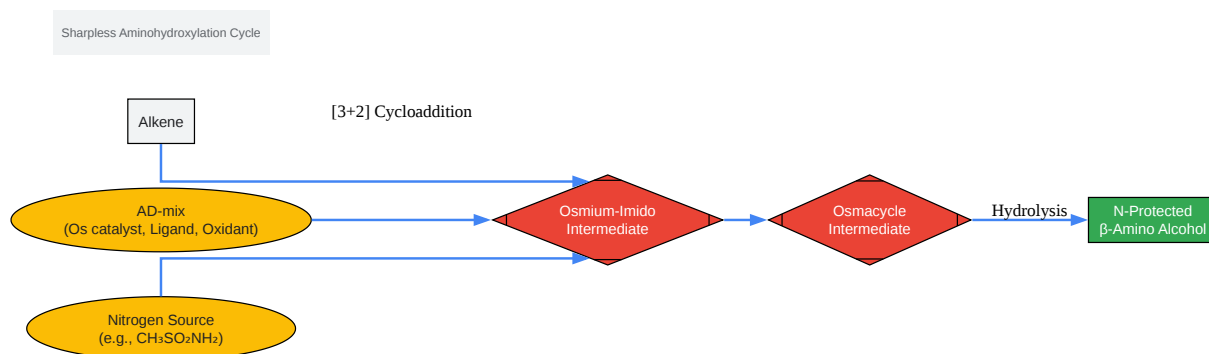 Sharpless Aminohydroxylation Cycle
[3+2] Cycloaddition
Alkene
AD-mix
(Os catalyst, Ligand, Oxidant)
Osmium-Imido
Intermediate
Osmacycle
Intermediate
Hydrolysis
N-Protected
β-Amino Alcohol
Nitrogen Source
(e.g., CH₃SO₂NH₂)